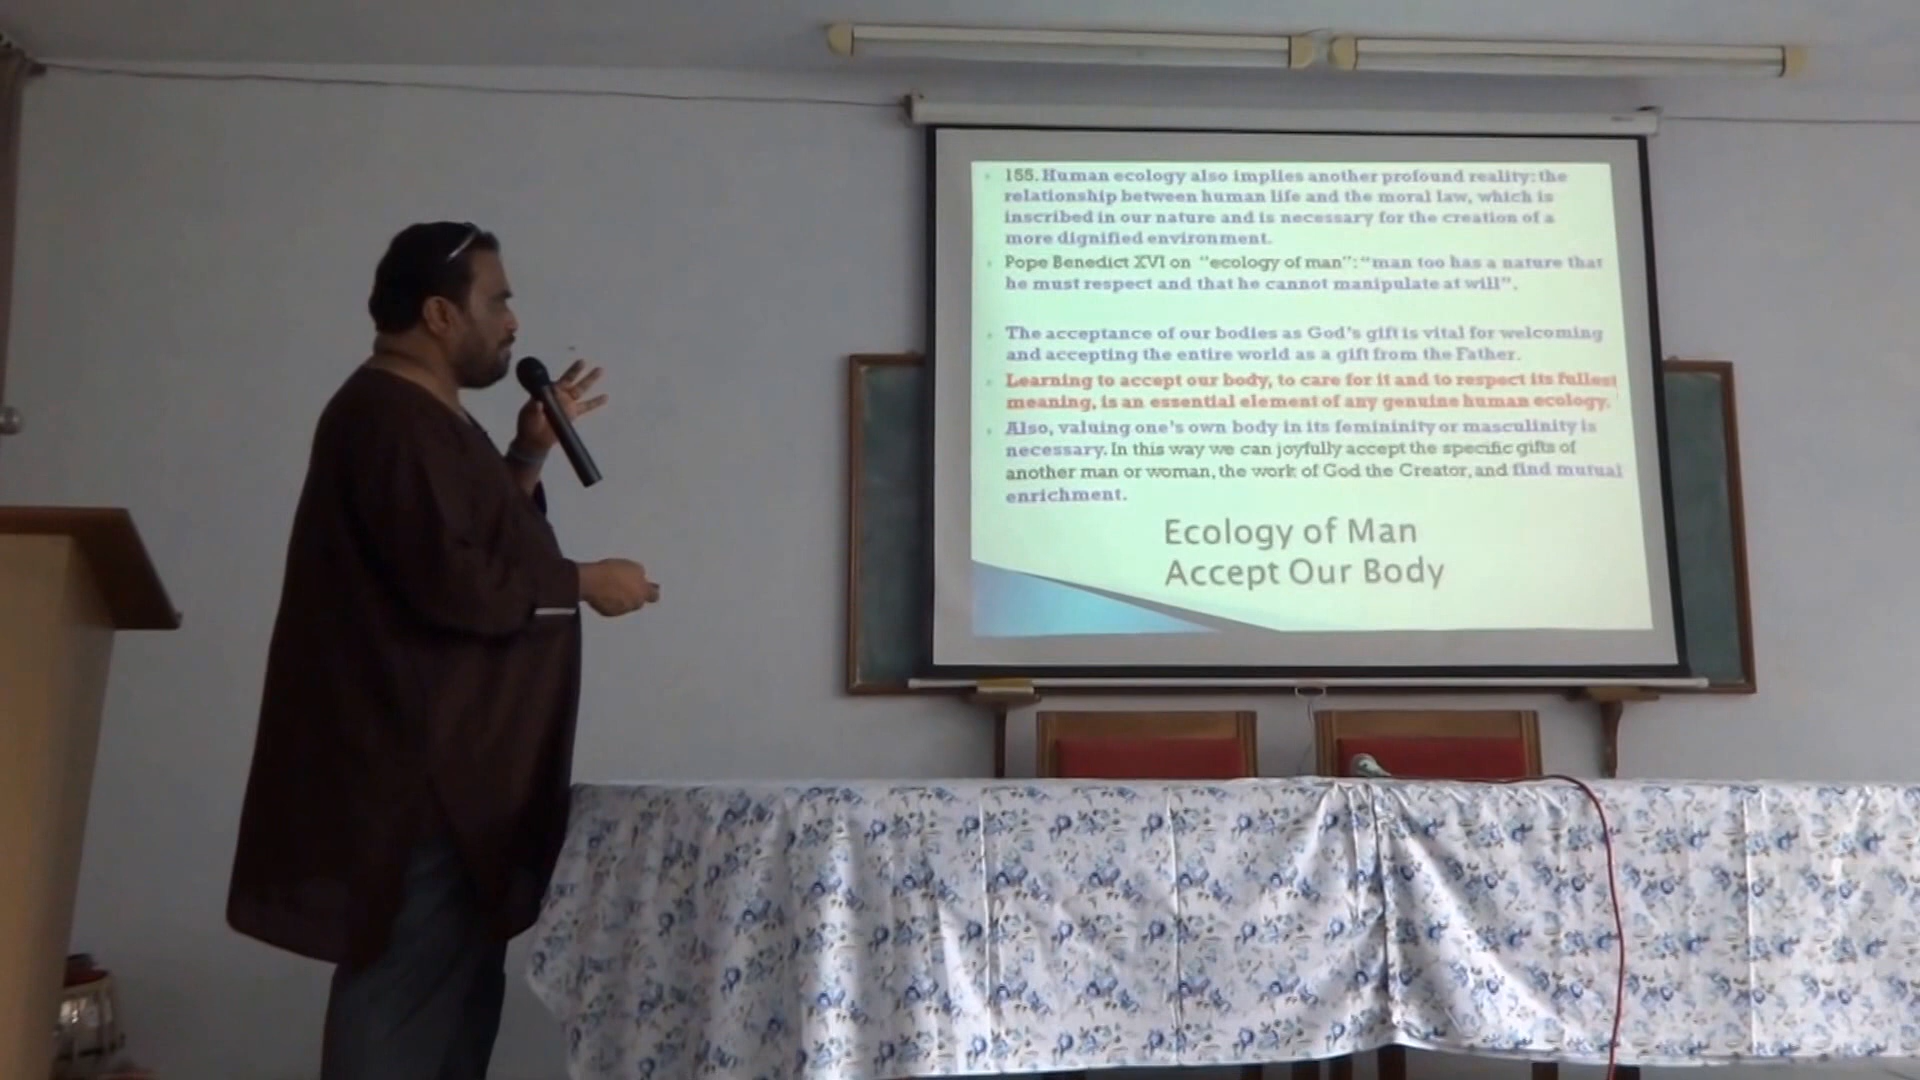 155. Human ecology also implies another profound reality: the
relationship between human life and the moral law, which is
inscribed in our nature and is necessary for the creation of a
more dignified environment.
Pope Benedict XVI on “ecology of man”: “man too has a nature that
he must respect and that he cannot manipulate at will”.
The acceptance of our bodies as God’s gift is vital for welcoming
and accepting the entire world as a gift from the Father.
Learning to accept our body, to care for it and to respect its fullest
meaning, is an essential element of any genuine human ecology.
Also, valuing one’s own body in its femininity or masculinity is
necessary. In this way we can joyfully accept the specific gifts of
another man or woman, the work of God the Creator, and find mutual
enrichment.
Ecology of Man
Accept Our Body